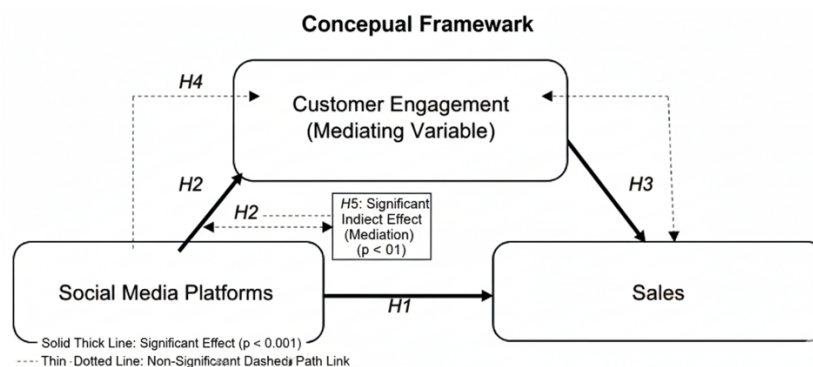 Concepual Framework
H4
Customer Engagement
(Mediating Variable)
H2
H2
H5: Significant
Indiect Effect
(Mediation)
(p < 01)
H3
Social Media Platforms
H1
Sales
Solid Thick Line: Significant Effect (p < 0.001)
Thin Dotted Line: Non-Significant Dashed Path Link